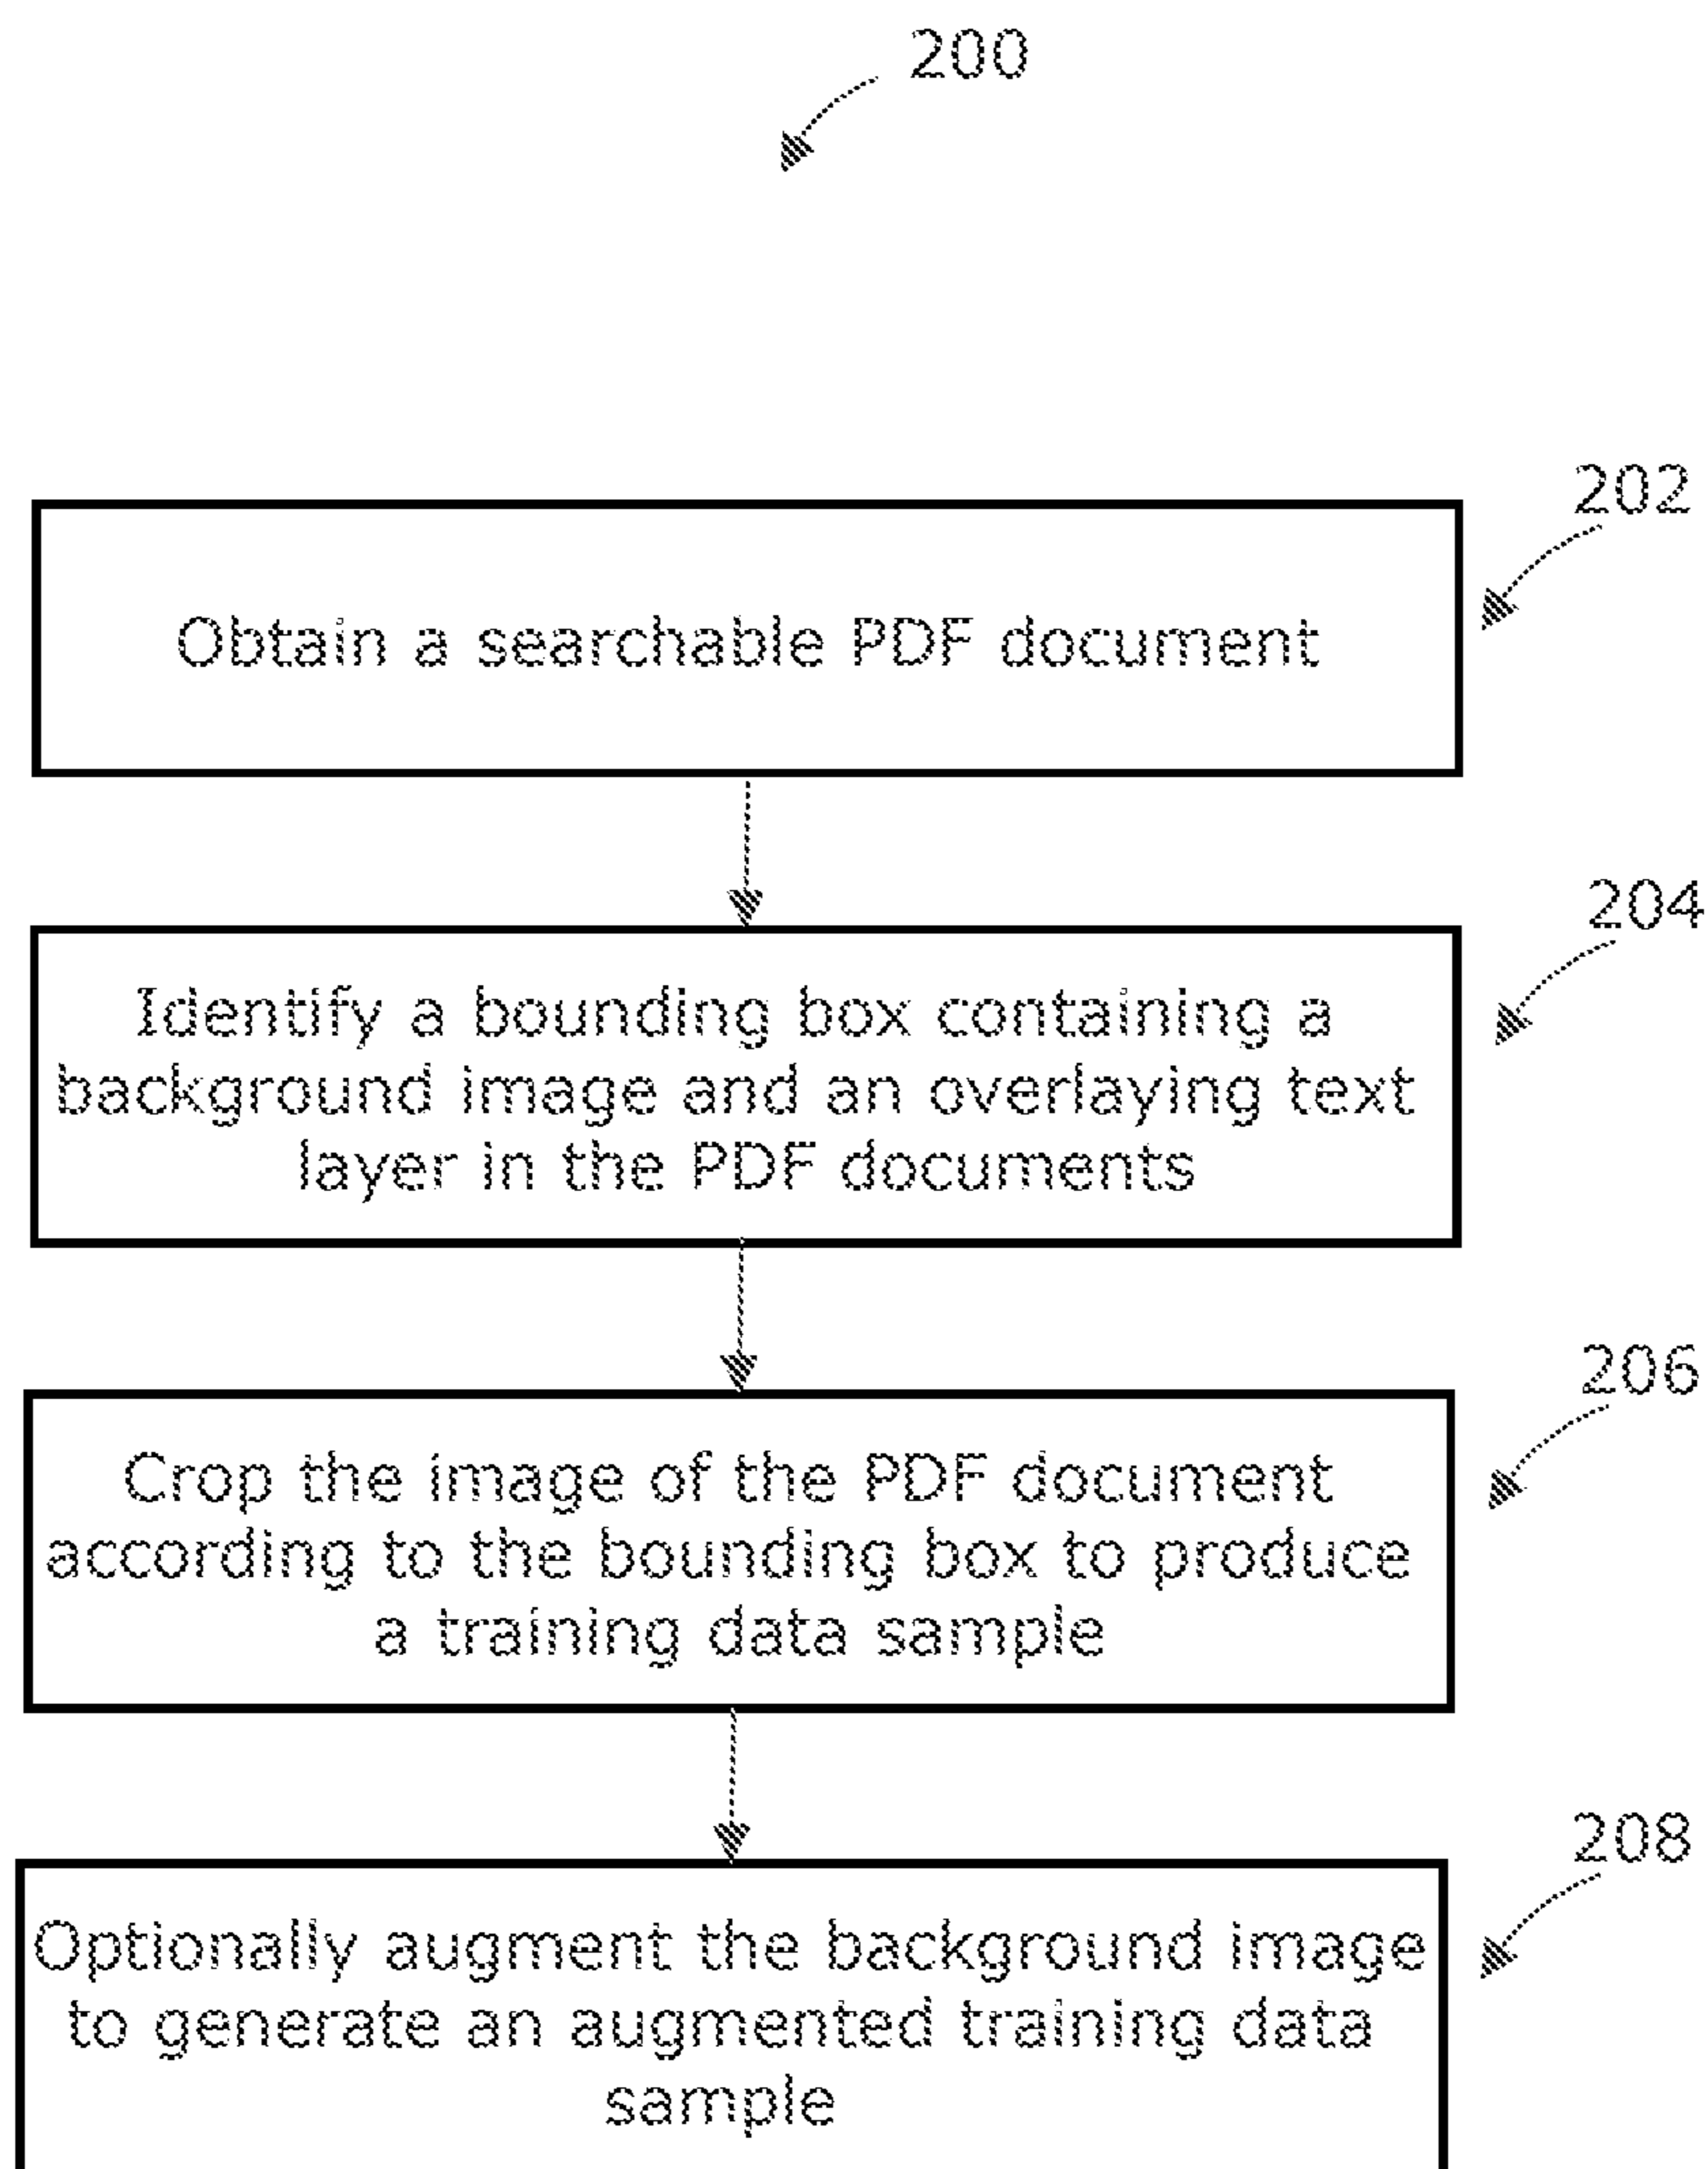 200
202
Obtain a searchable PDF document
204
Identify a bounding box containing a
background image and an overlaying text
layer in the PDF documents
206
Crop the image of the PDF document
according to the bounding box to produce
a training data sample
208
Optionally augment the background image
to generate an augmented training data
sample